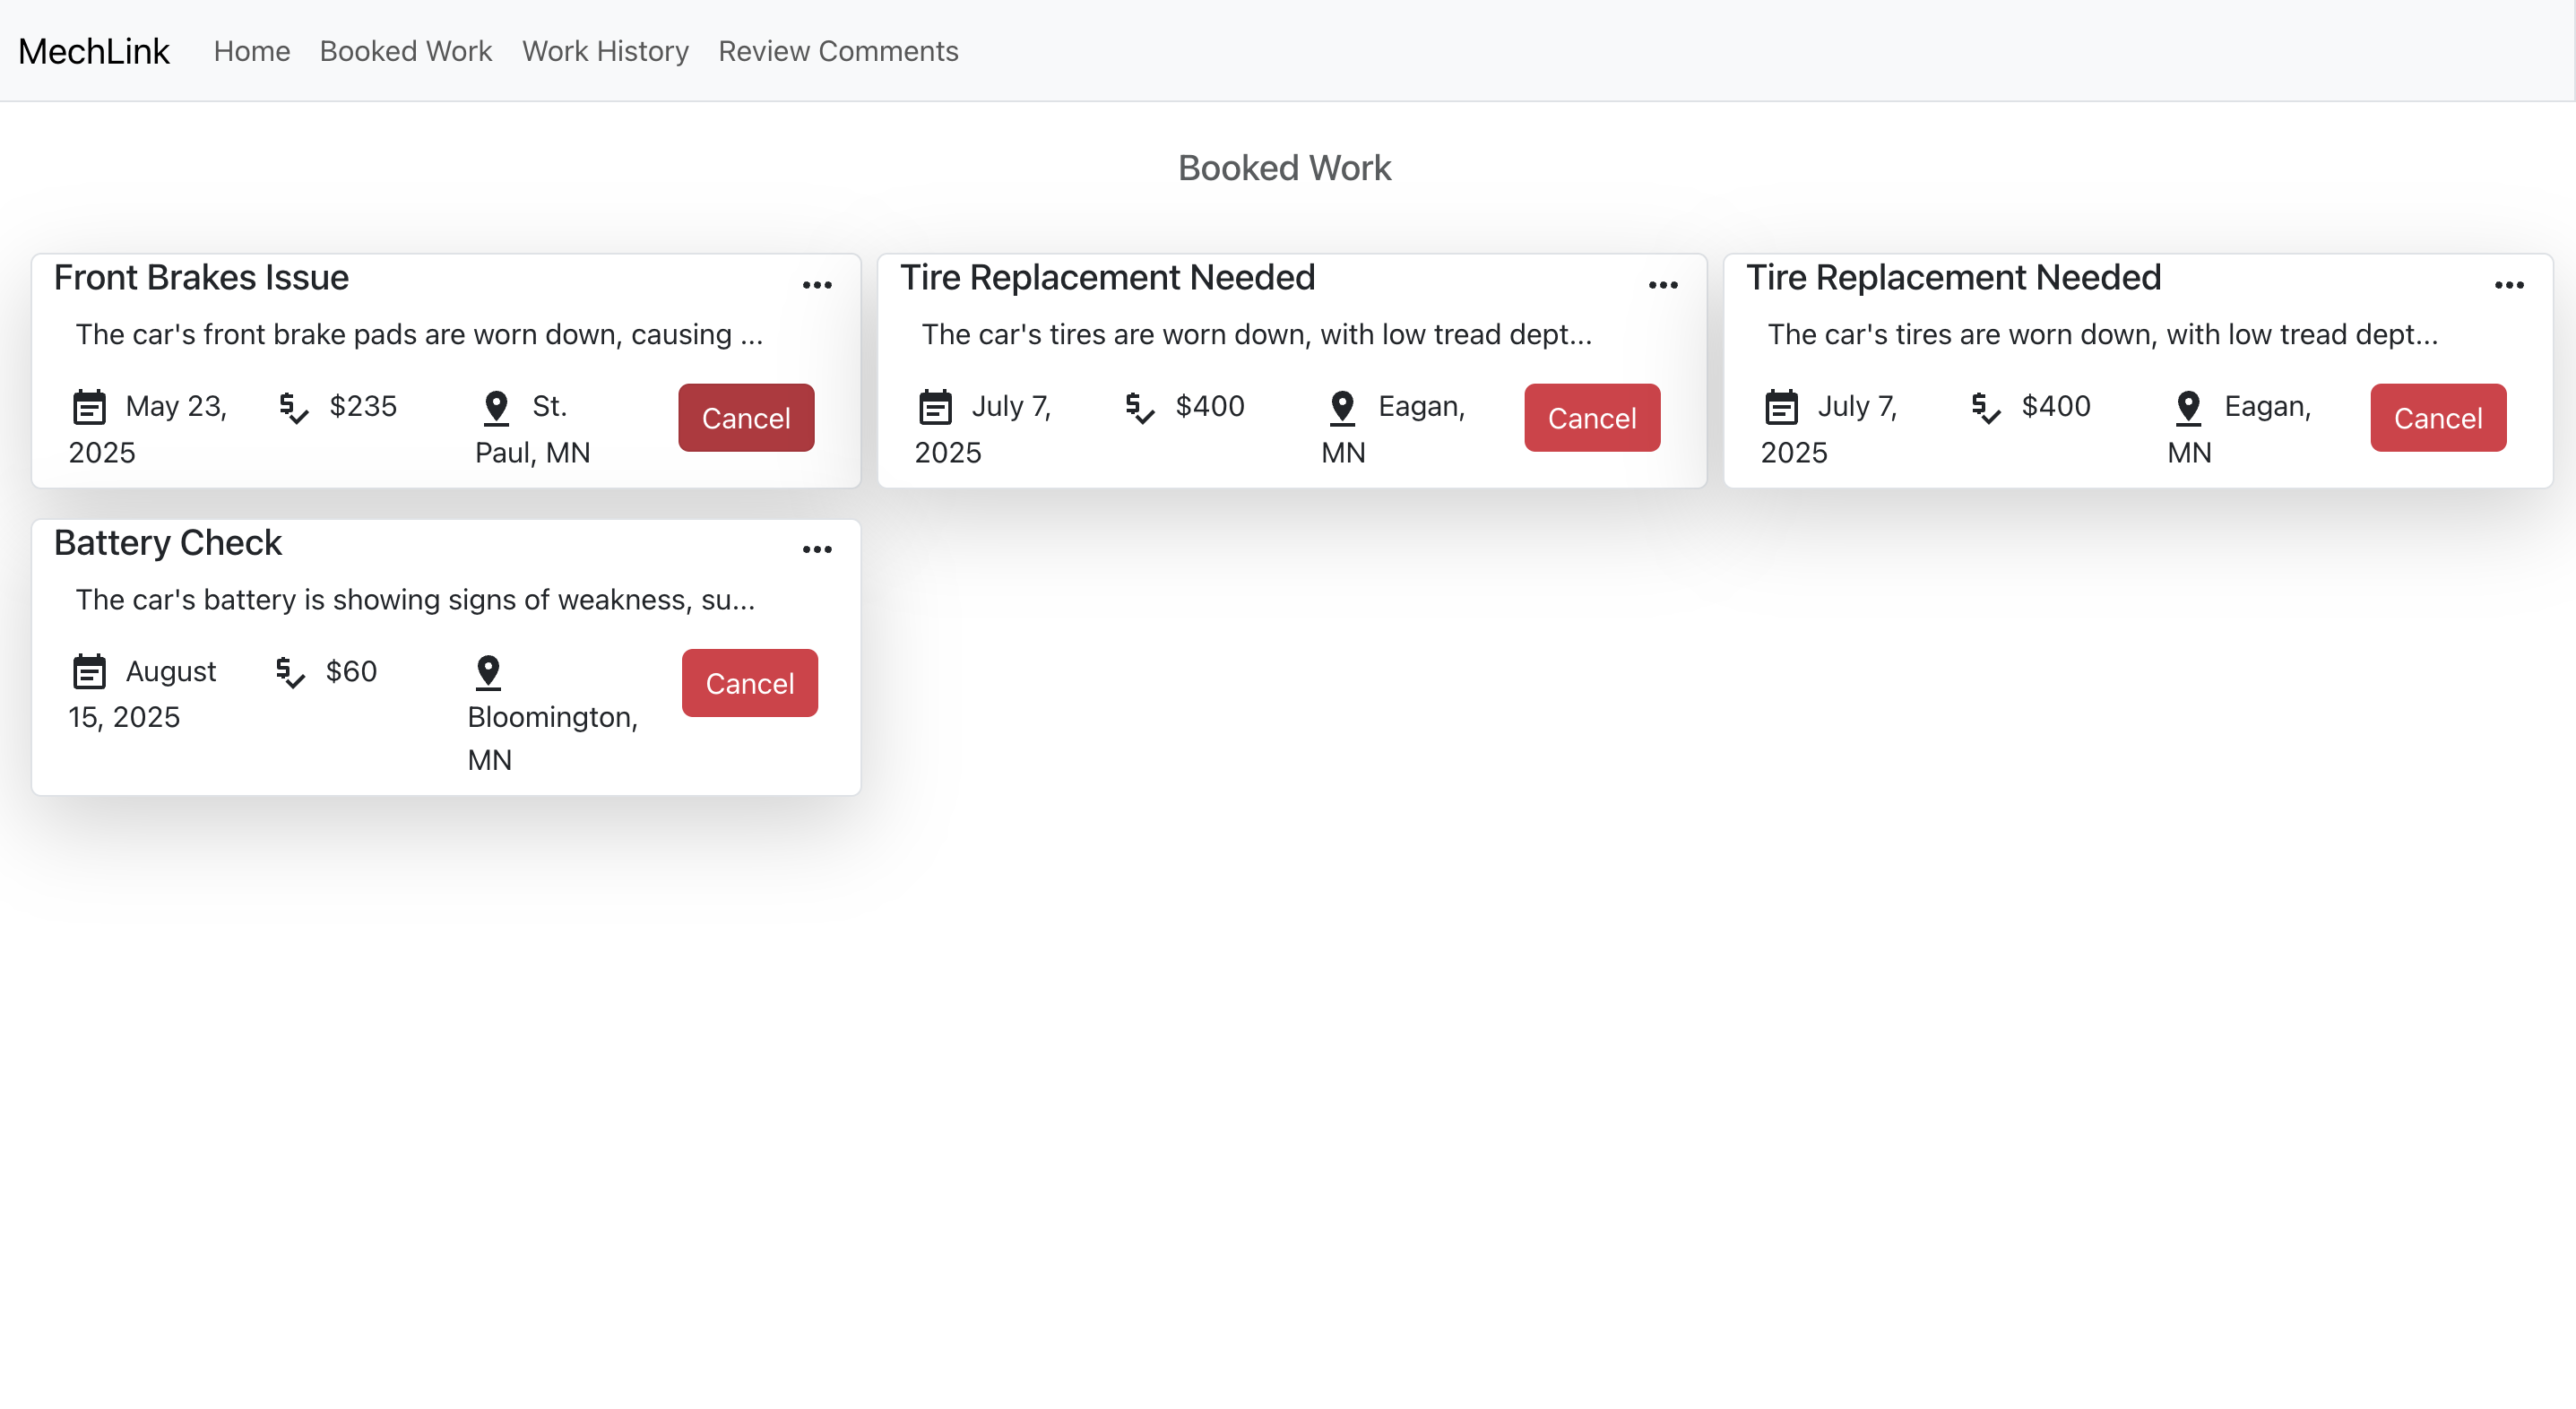 MechLink Home Booked Work Work History Review Comments
Booked Work
Front Brakes Issue
The car's front brake pads are worn down, causing ...
May 23, 2025
$235
St. Paul, MN
Cancel
Tire Replacement Needed
The car's tires are worn down, with low tread dept...
July 7, 2025
$400
Eagan, MN
Cancel
Tire Replacement Needed
The car's tires are worn down, with low tread dept...
July 7, 2025
$400
Eagan, MN
Cancel
Battery Check
The car's battery is showing signs of weakness, su...
August 15, 2025
$60
Bloomington, MN
Cancel